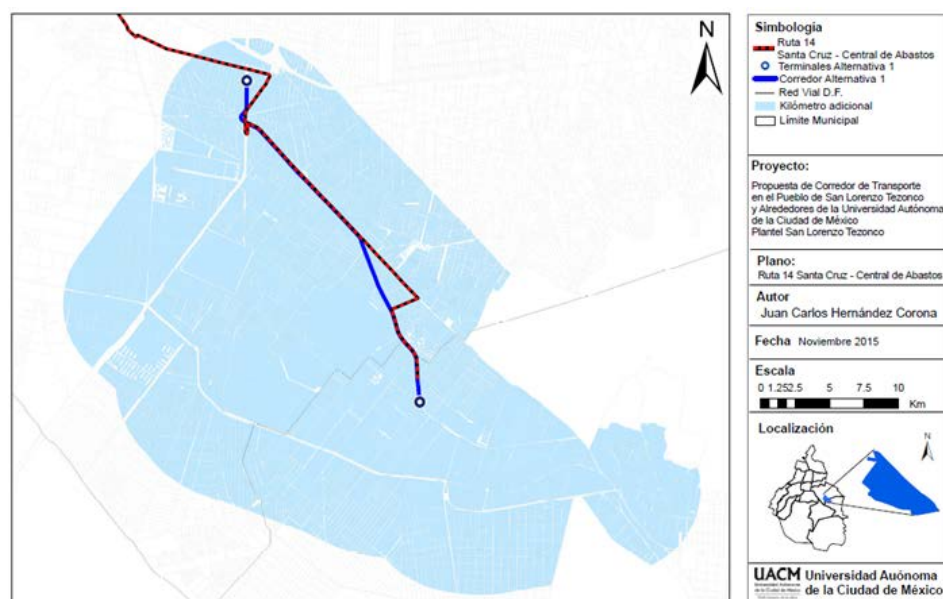 N
Simbología
Ruta 14
Santa Cruz - Central de Abastos
Terminales Alternativa 1
Corredor Alternativa 1
Red Vial D.F.
Kilómetro adicional
Límite Municipal
Proyecto:
Propuesta de Corredor de Transporte
en el Pueblo de San Lorenzo Tezonco
y Alrededores de la Universidad Autónoma
de la Ciudad de México
Plantel San Lorenzo Tezonco
Plano:
Ruta 14 Santa Cruz - Central de Abastos
Autor
Juan Carlos Hernández Corona
Fecha Noviembre 2015
Escala
0 1.252.5 5 7.5 10
Km
Localización
N
UACM Universidad Autónoma
de la Ciudad de México